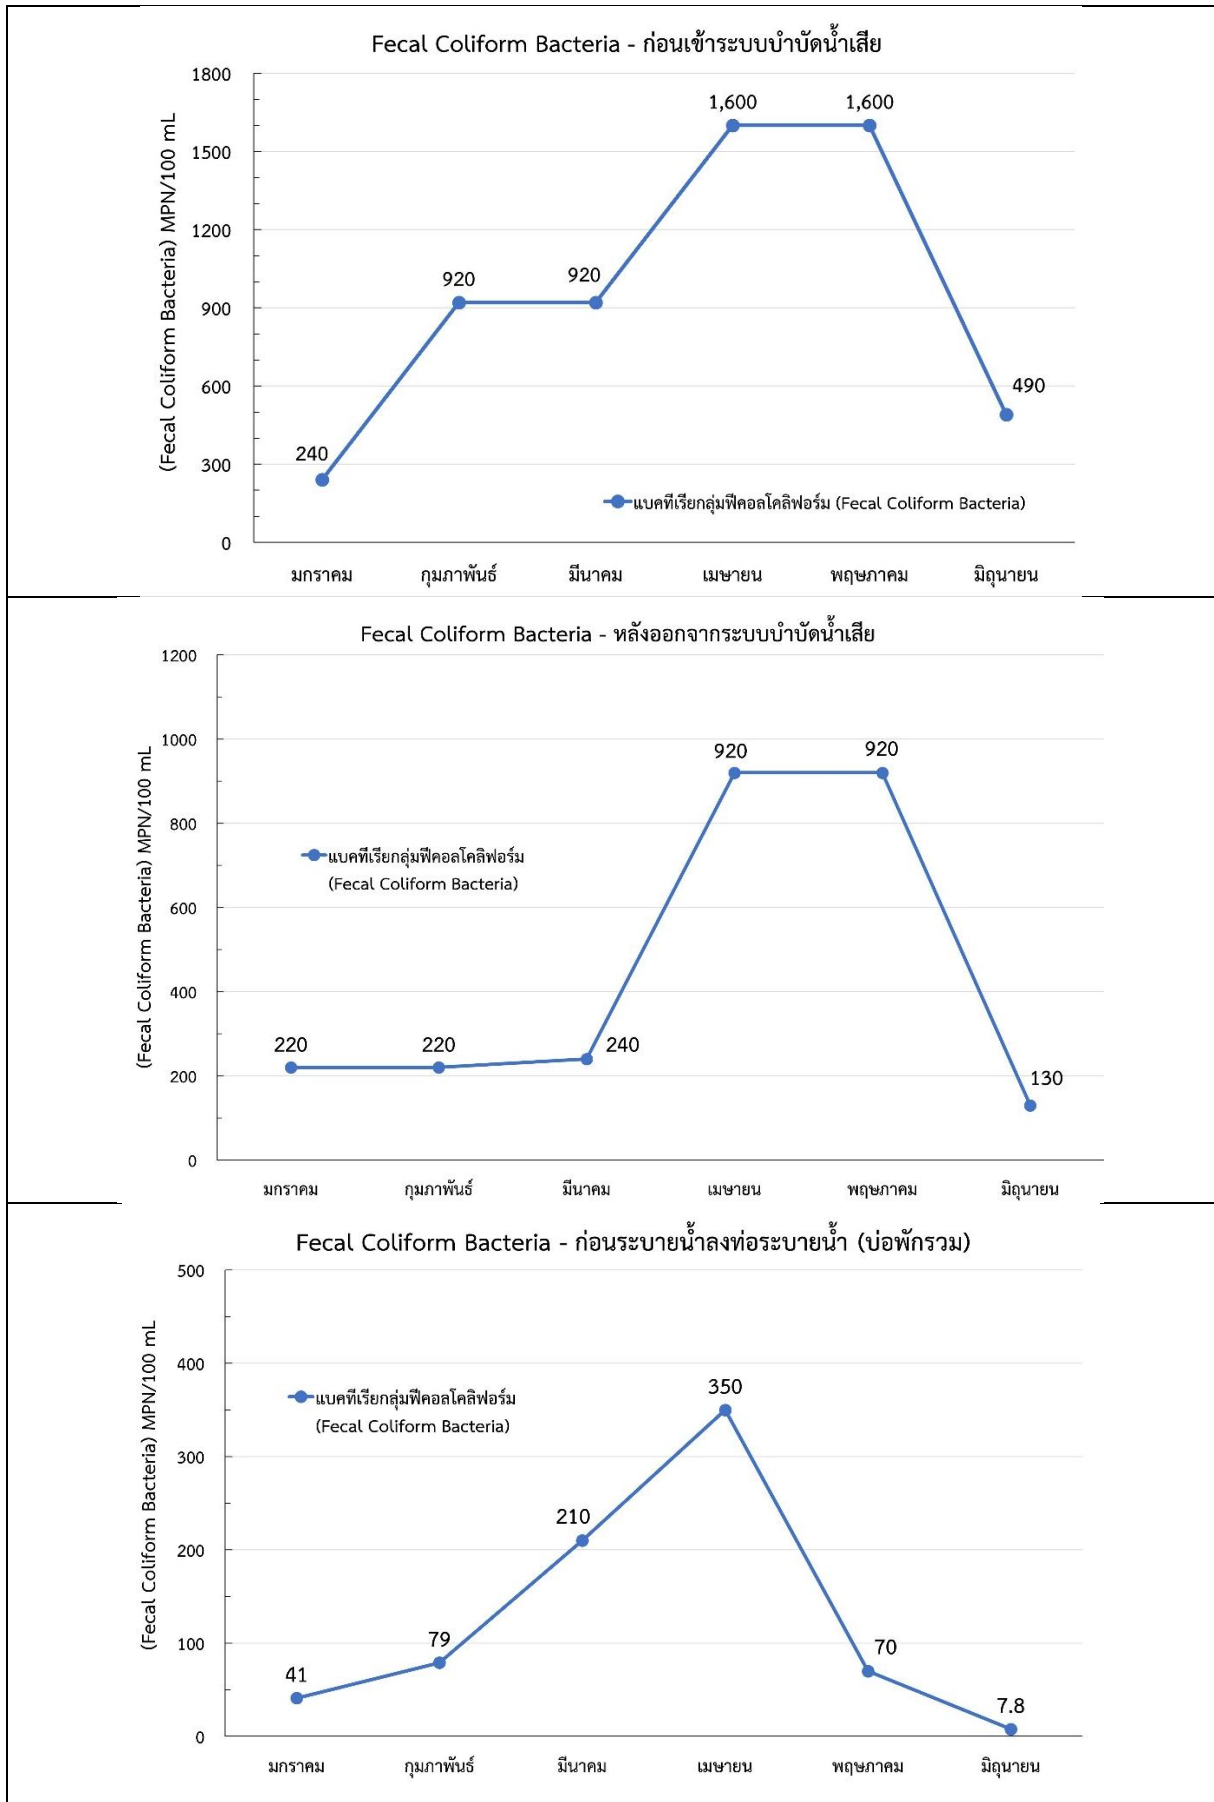 Fecal Coliform Bacteria - ก่อนเข้าระบบบำบัดน้ำเสีย
(Fecal Coliform Bacteria) MPN/100 mL
1800
1500
1200
900
600
300
0
240
920
920
1,600
1,600
490
แบคทีเรียกลุ่มฟีคอลโคลิฟอร์ม (Fecal Coliform Bacteria)
มกราคม กุมภาพันธ์ มีนาคม เมษายน พฤษภาคม มิถุนายน
Fecal Coliform Bacteria - หลังออกจากระบบบำบัดน้ำเสีย
(Fecal Coliform Bacteria) MPN/100 mL
1200
1000
800
600
400
200
0
220
220
240
920
920
130
แบคทีเรียกลุ่มฟีคอลโคลิฟอร์ม
(Fecal Coliform Bacteria)
มกราคม กุมภาพันธ์ มีนาคม เมษายน พฤษภาคม มิถุนายน
Fecal Coliform Bacteria - ก่อนระบายน้ำลงท่อระบายน้ำ (บ่อพักรวม)
(Fecal Coliform Bacteria) MPN/100 mL
500
400
300
200
100
0
41
79
210
350
70
7.8
แบคทีเรียกลุ่มฟีคอลโคลิฟอร์ม
(Fecal Coliform Bacteria)
มกราคม กุมภาพันธ์ มีนาคม เมษายน พฤษภาคม มิถุนายน